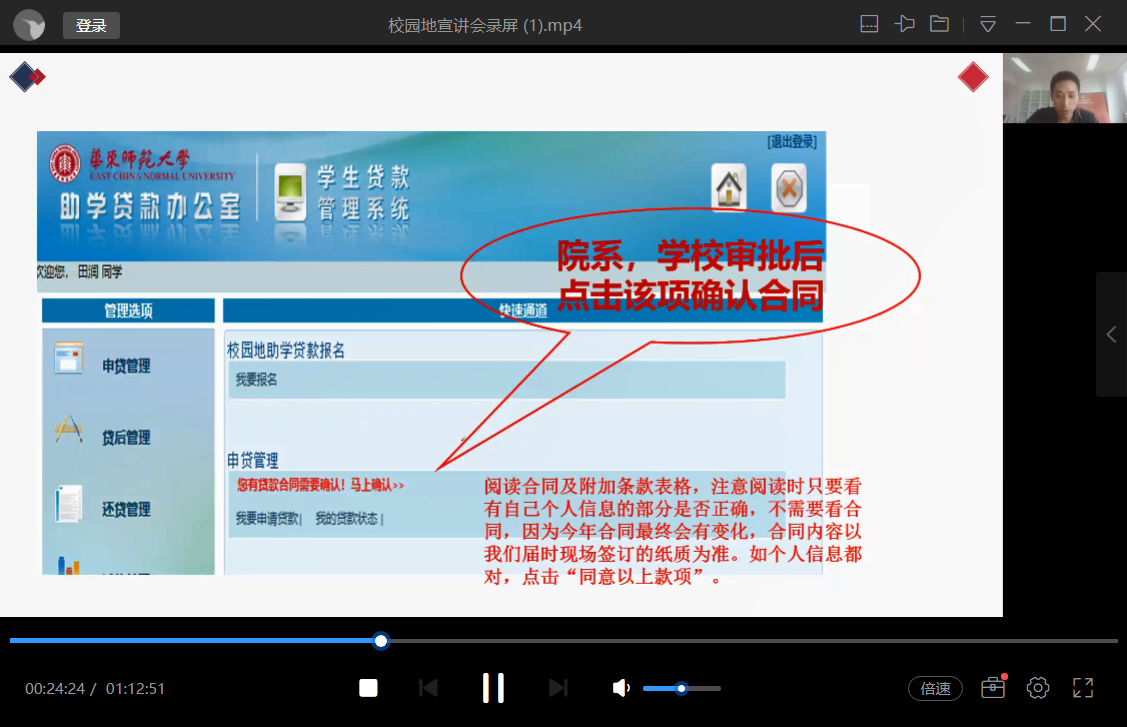 登录
校园地宣讲会录屏 (1).mp4
[退出登录]
華東師範大學
EAST CHINA NORMAL UNIVERSITY
助学贷款办公室
学生贷款
管理系统
欢迎您, 田润 同学
院系，学校审批后
点击该项确认合同
管理选项
快速通道
申贷管理
贷后管理
还贷管理
校园地助学贷款报名
我要报名
申贷管理
您有贷款合同需要确认！马上确认>>
我要申请贷款| 我的贷款状态 |
阅读合同及附加条款表格，注意阅读时只要看
有自己个人信息的部分是否正确，不需要看合
同，因为今年合同最终会有变化，合同内容以
我们届时现场签订的纸质为准。如个人信息都
对，点击“同意以上款项”。
00:24:24 / 01:12:51
倍速